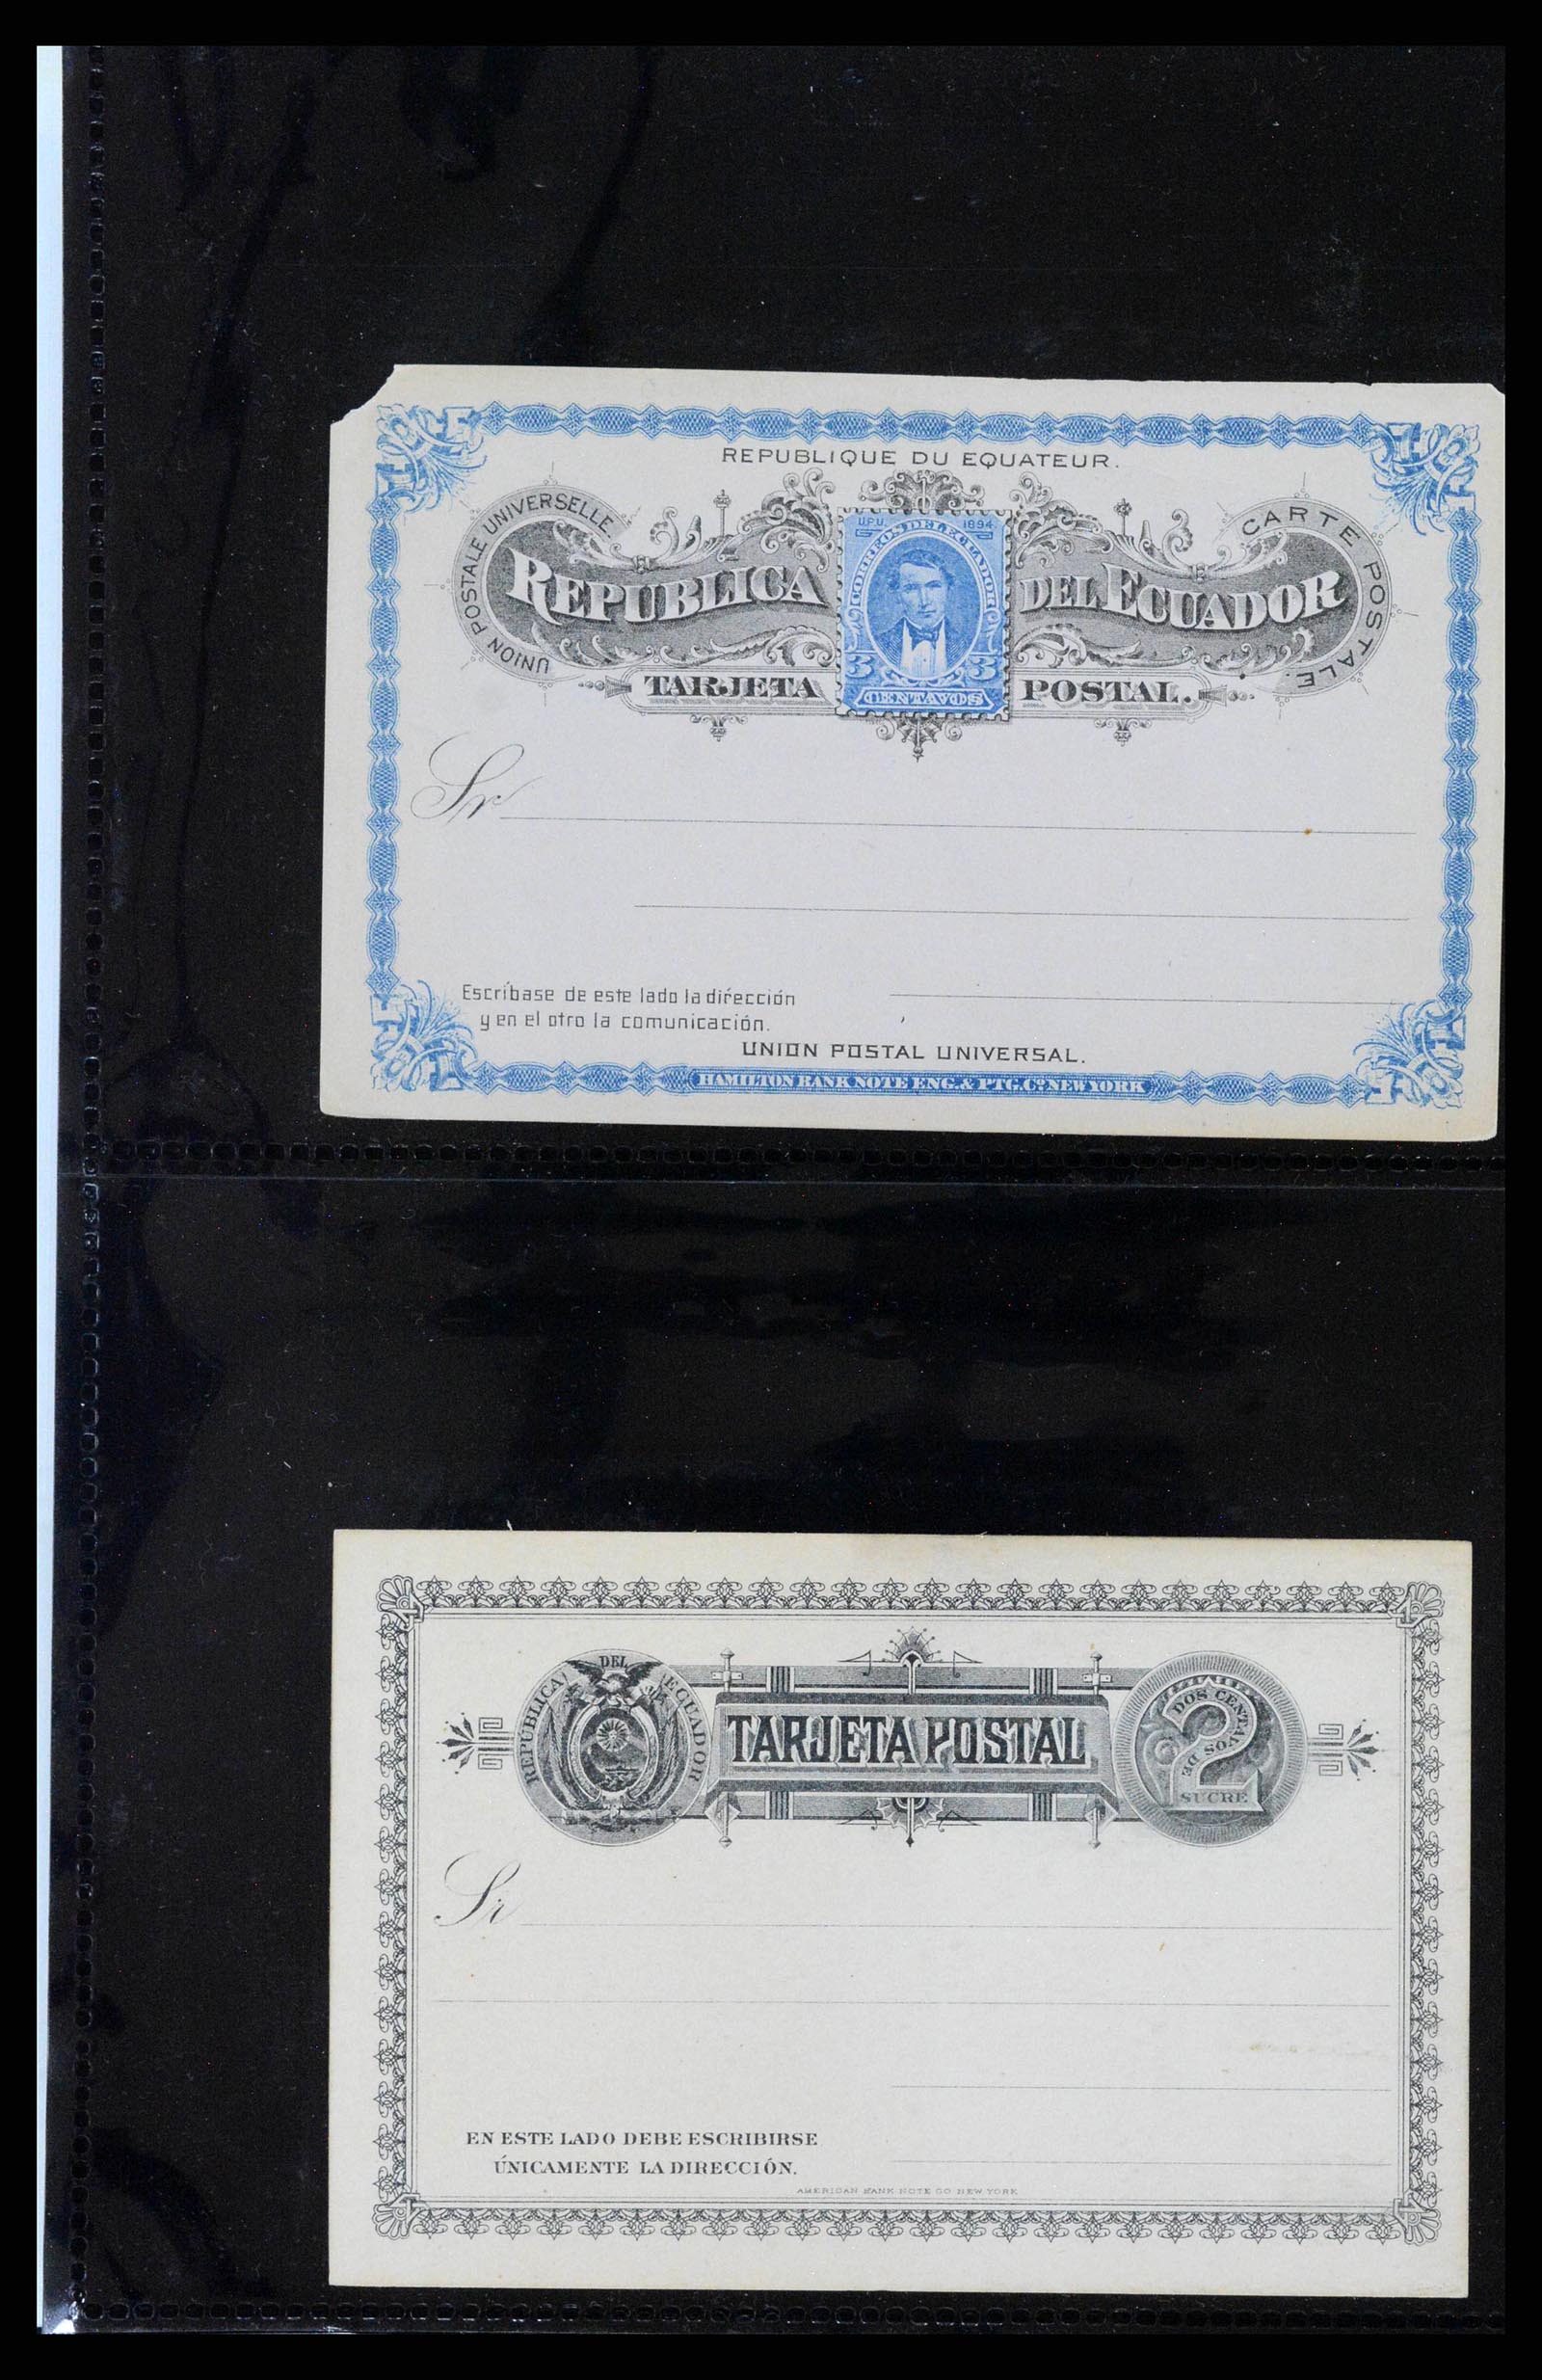 REPUBLIQUE DU EQUATEUR.
UNION POSTALE UNIVERSELLE.
CARTE POSTALE.
U.P.U. 1894
CORREOS DEL ECUADOR
REPUBLICA DEL ECUADOR
3 3
CENTAVOS
TARJETA POSTAL.
Sr
Escríbase de este lado la dirección
y en el otro la comunicación.
UNION POSTAL UNIVERSAL.
HAMILTON BANK NOTE ENG. & PTG. Co. NEW YORK
REPÚBLICA DEL ECUADOR
TARJETA POSTAL
2
DOS CENTAVOS DE
SUCRE
Sr
EN ESTE LADO DEBE ESCRIBIRSE
ÚNICAMENTE LA DIRECCIÓN.
AMERICAN BANK NOTE CO NEW YORK